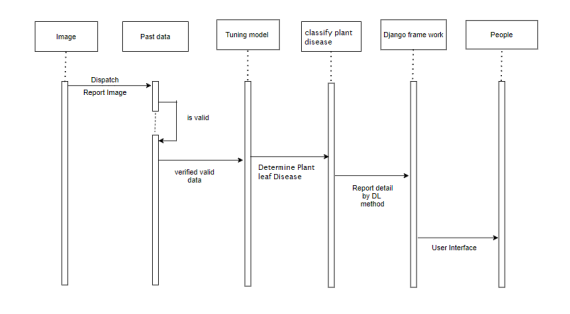 Image
Past data
Tuning model
classify plant
disease
Django frame work
People
Dispatch
Report Image
is valid
verified valid
data
Determine Plant
leaf Disease
Report detail
by DL
method
User Interface